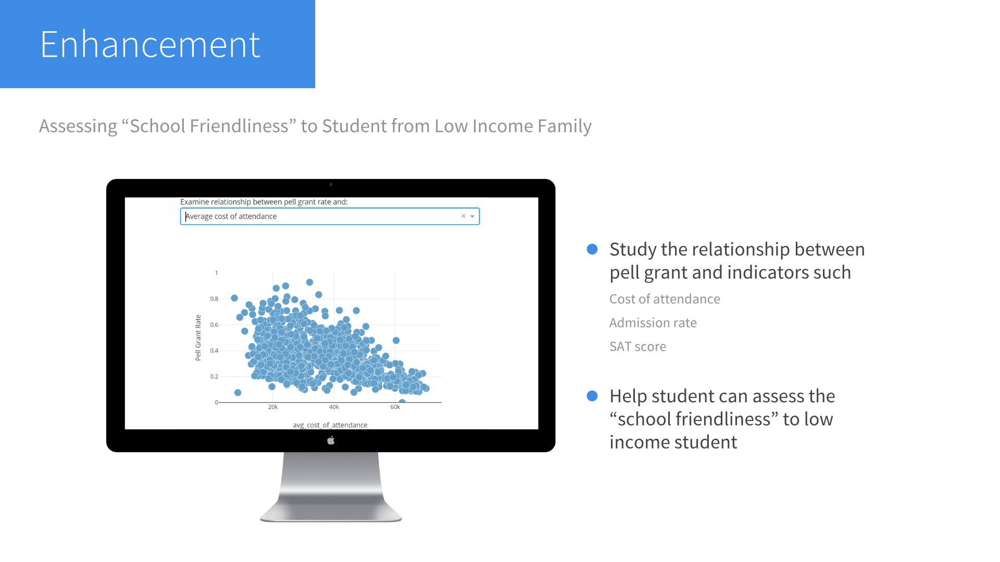 Enhancement
Assessing “School Friendliness” to Student from Low Income Family
Examine relationship between pell grant rate and:
Average cost of attendance × 
1
0.8
0.6
0.4
0.2
0
Pell Grant Rate
20k 40k 60k
avg_cost_of_attendance
Study the relationship between
pell grant and indicators such
Cost of attendance
Admission rate
SAT score
Help student can assess the
“school friendliness” to low
income student